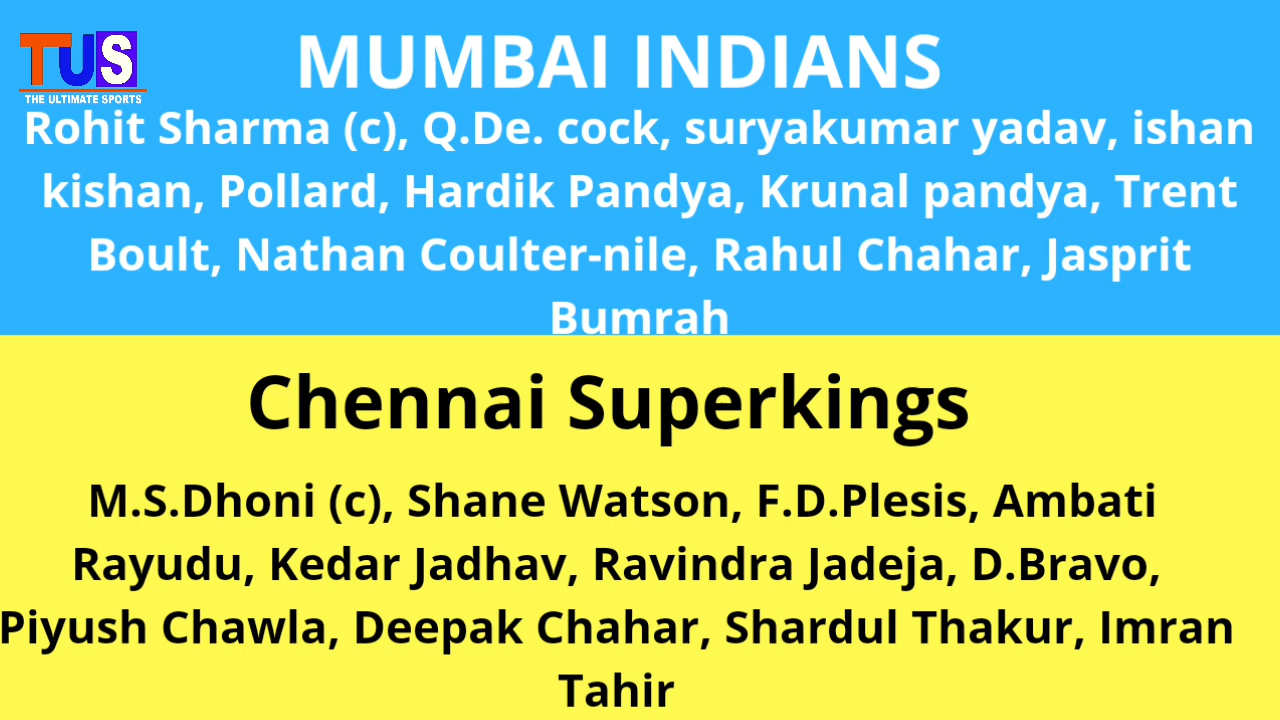 TUS
THE ULTIMATE SPORTS
MUMBAI INDIANS
Rohit Sharma (c), Q.De. cock, suryakumar yadav, ishan
kishan, Pollard, Hardik Pandya, Krunal pandya, Trent
Boult, Nathan Coulter-nile, Rahul Chahar, Jasprit
Bumrah
Chennai Superkings
M.S.Dhoni (c), Shane Watson, F.D.Plesis, Ambati
Rayudu, Kedar Jadhav, Ravindra Jadeja, D.Bravo,
Piyush Chawla, Deepak Chahar, Shardul Thakur, Imran
Tahir